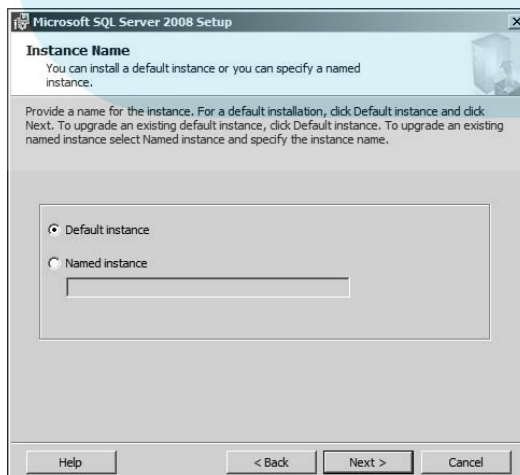 Microsoft SQL Server 2008 Setup
Instance Name
You can install a default instance or you can specify a named
instance.
Provide a name for the instance. For a default installation, click Default instance and click
Next. To upgrade an existing default instance, click Default instance. To upgrade an existing
named instance select Named instance and specify the instance name.
Default instance
Named instance
Help
< Back
Next >
Cancel